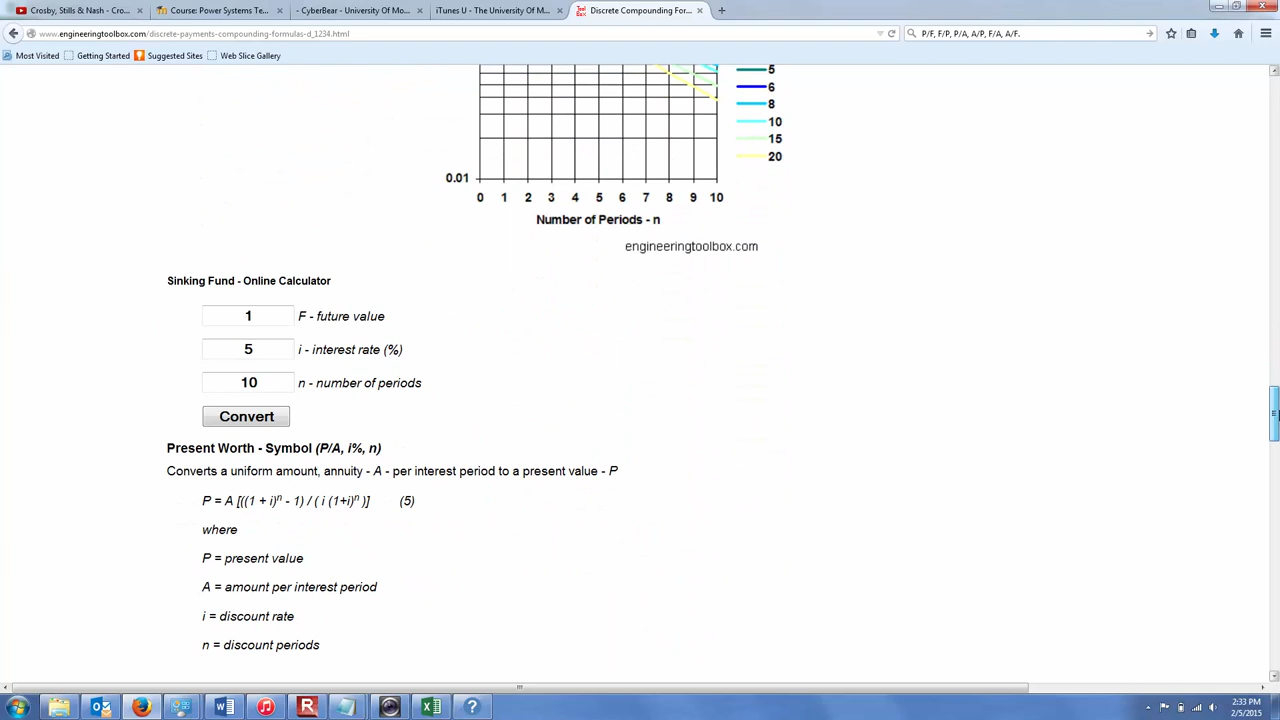 Crosby, Stills & Nash - Cro... × Course: Power Systems Te... × - CyberBear - University Of Mo... × iTunes U - The University Of M... × Discrete Compounding For... × +
www.engineeringtoolbox.com/discrete-payments-compounding-formulas-d_1234.html P/F, F/P, P/A, A/P, F/A, A/F.
Most Visited Getting Started Suggested Sites Web Slice Gallery
5
6
8
10
15
20
0.01
0 1 2 3 4 5 6 7 8 9 10
Number of Periods - n
engineeringtoolbox.com
Sinking Fund - Online Calculator
1 F - future value
5 i - interest rate (%)
10 n - number of periods
Convert
Present Worth - Symbol (P/A, i%, n)
Converts a uniform amount, annuity - A - per interest period to a present value - P
P = A [((1 + i)ⁿ - 1) / ( i (1+i)ⁿ )] (5)
where
P = present value
A = amount per interest period
i = discount rate
n = discount periods
2:33 PM
2/5/2015